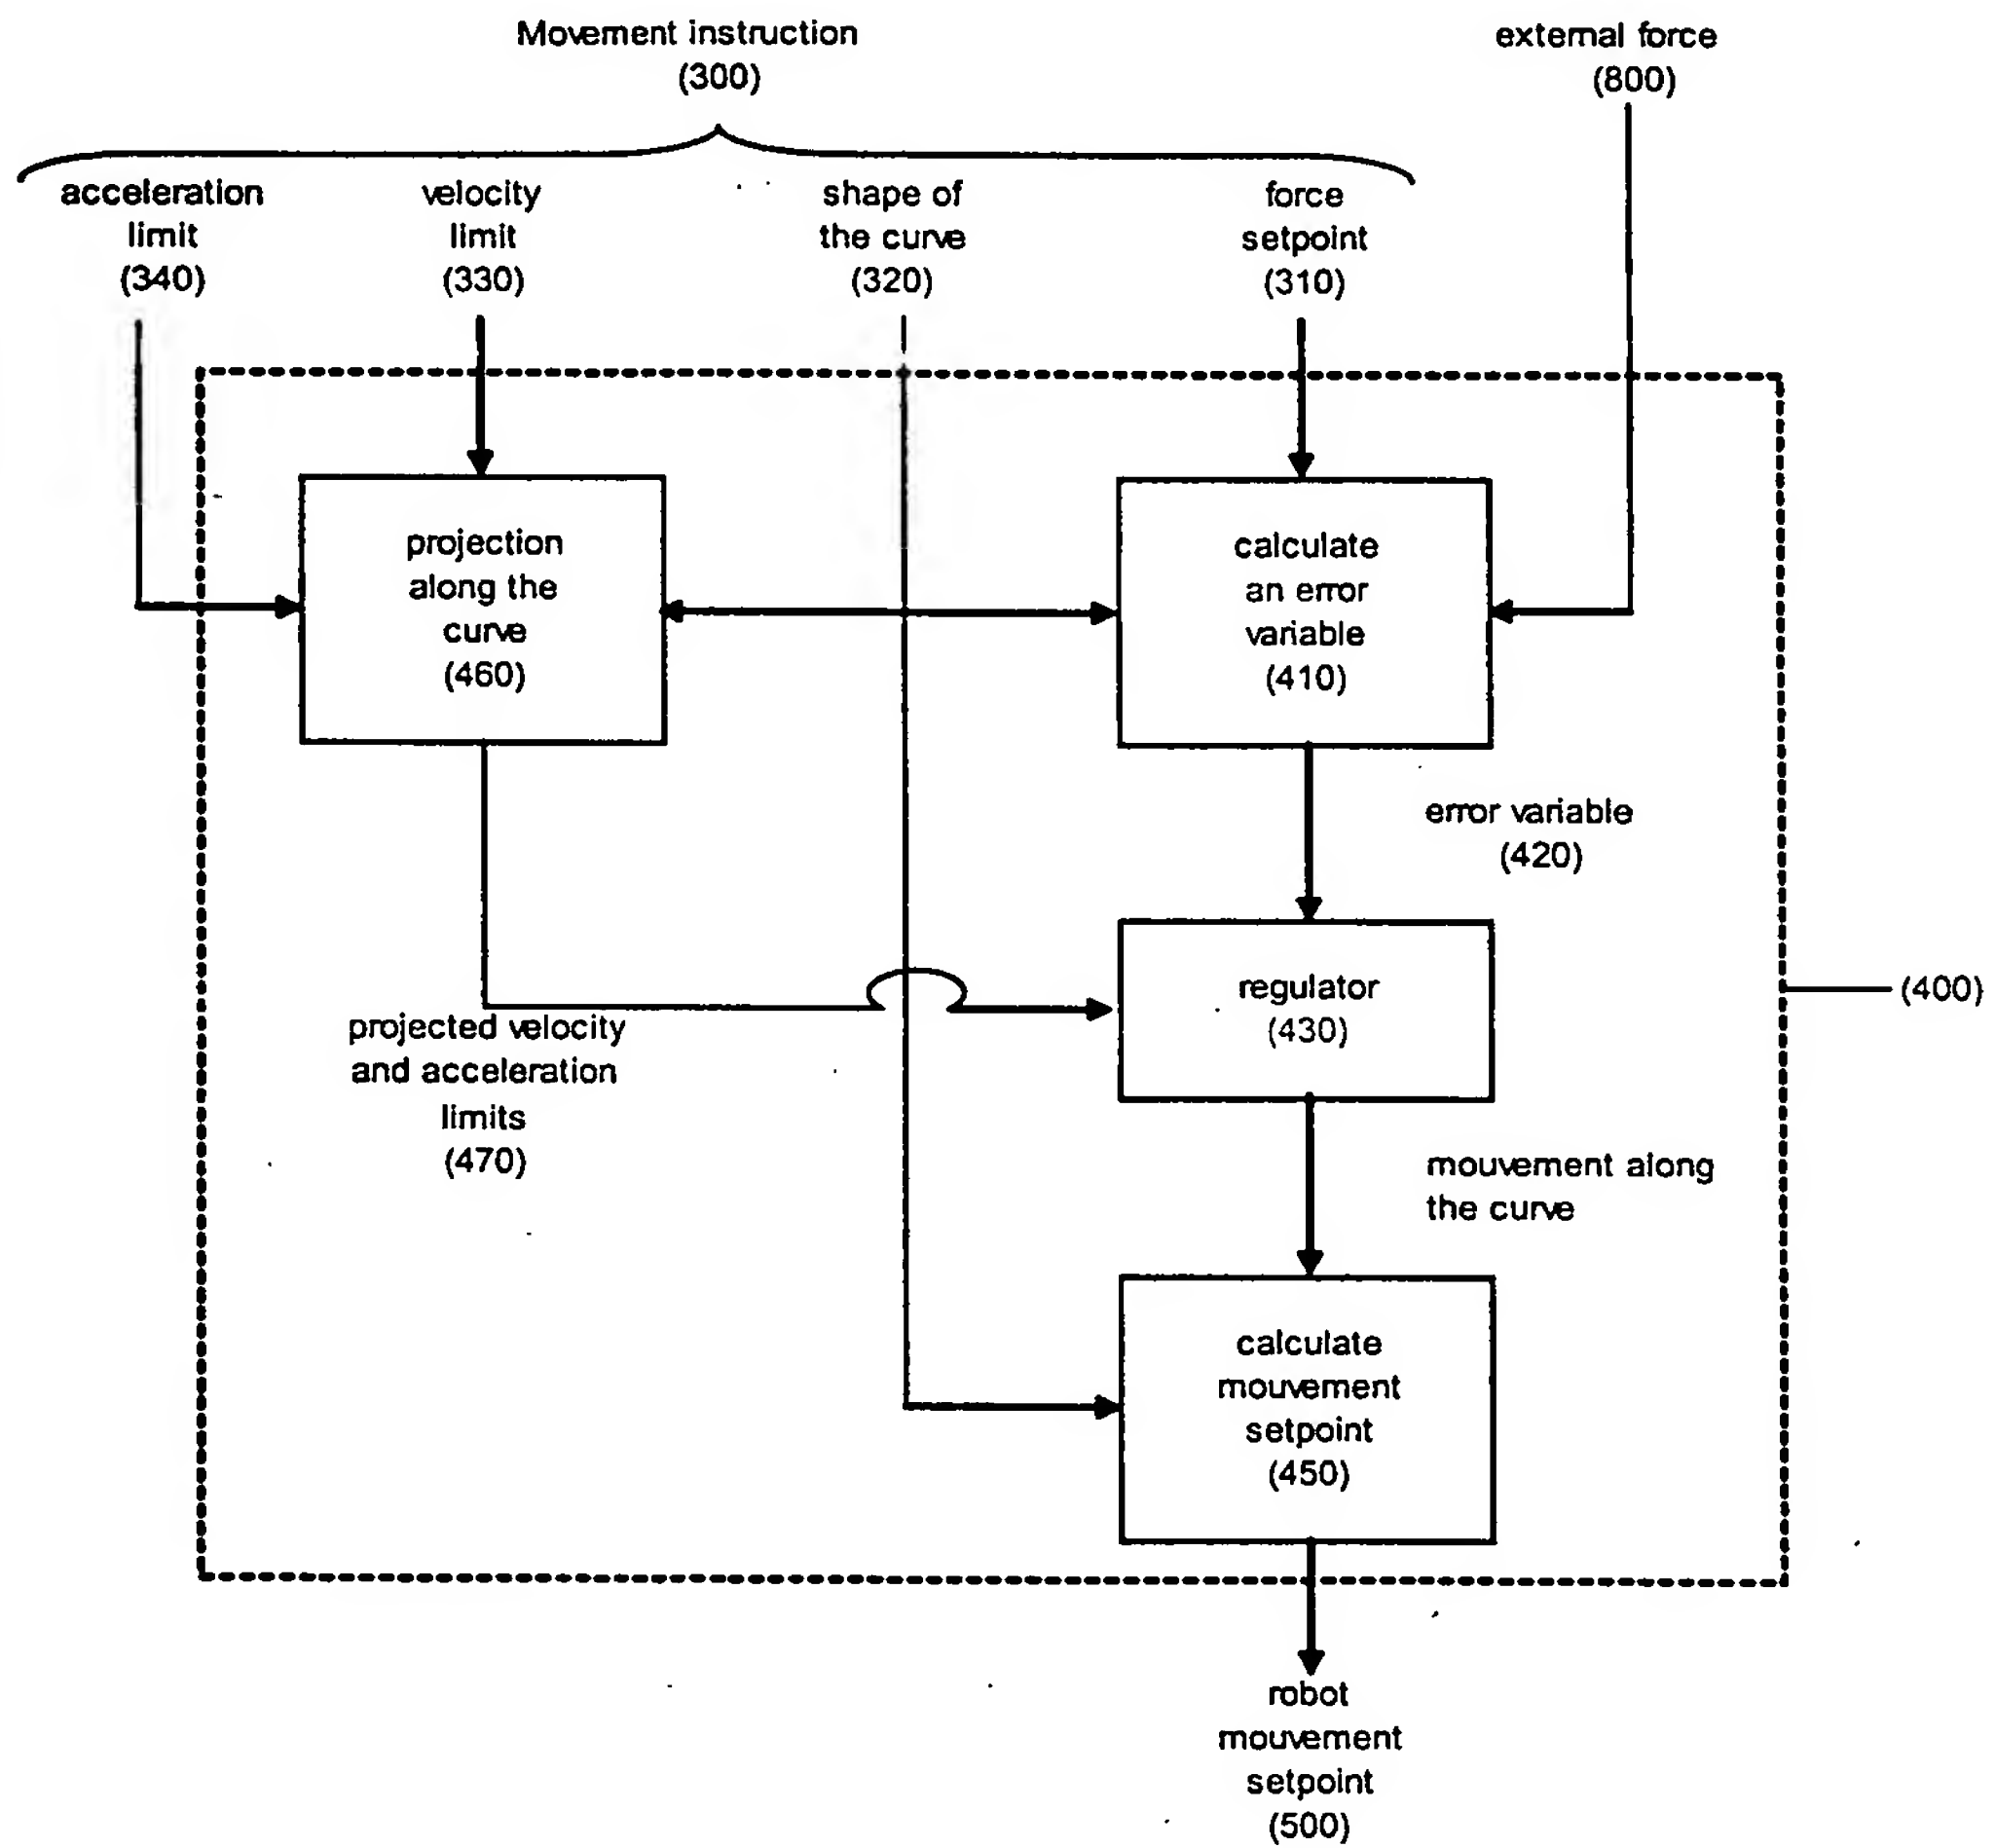 Movement instruction
(300)
external force
(800)
acceleration
limit
(340)
velocity
limit
(330)
shape of
the curve
(320)
force
setpoint
(310)
projection
along the
curve
(460)
calculate
an error
variable
(410)
error variable
(420)
regulator
(430)
(400)
projected velocity
and acceleration
limits
(470)
mouvement along
the curve
calculate
mouvement
setpoint
(450)
robot
mouvement
setpoint
(500)